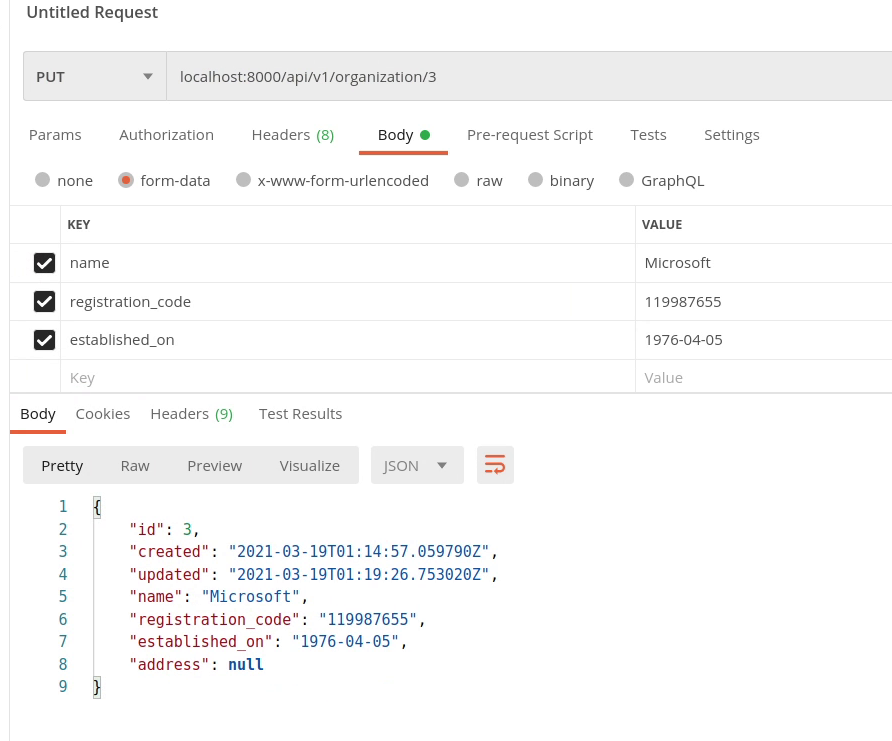 Untitled Request
PUT localhost:8000/api/v1/organization/3
Params Authorization Headers (8) Body Pre-request Script Tests Settings
none form-data x-www-form-urlencoded raw binary GraphQL
KEY VALUE
name Microsoft
registration_code 119987655
established_on 1976-04-05
Key Value
Body Cookies Headers (9) Test Results
Pretty Raw Preview Visualize JSON
1 {
2 "id": 3,
3 "created": "2021-03-19T01:14:57.059790Z",
4 "updated": "2021-03-19T01:19:26.753020Z",
5 "name": "Microsoft",
6 "registration_code": "119987655",
7 "established_on": "1976-04-05",
8 "address": null
9 }